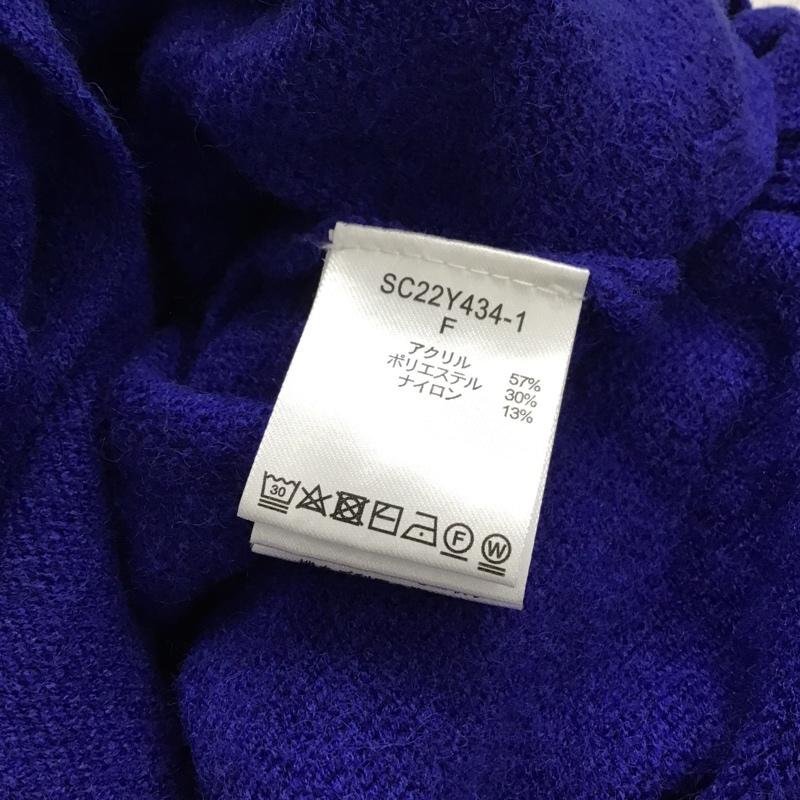 SC22Y434-1
F
アクリル 57%
ポリエステル 30%
ナイロン 13%
30 F W